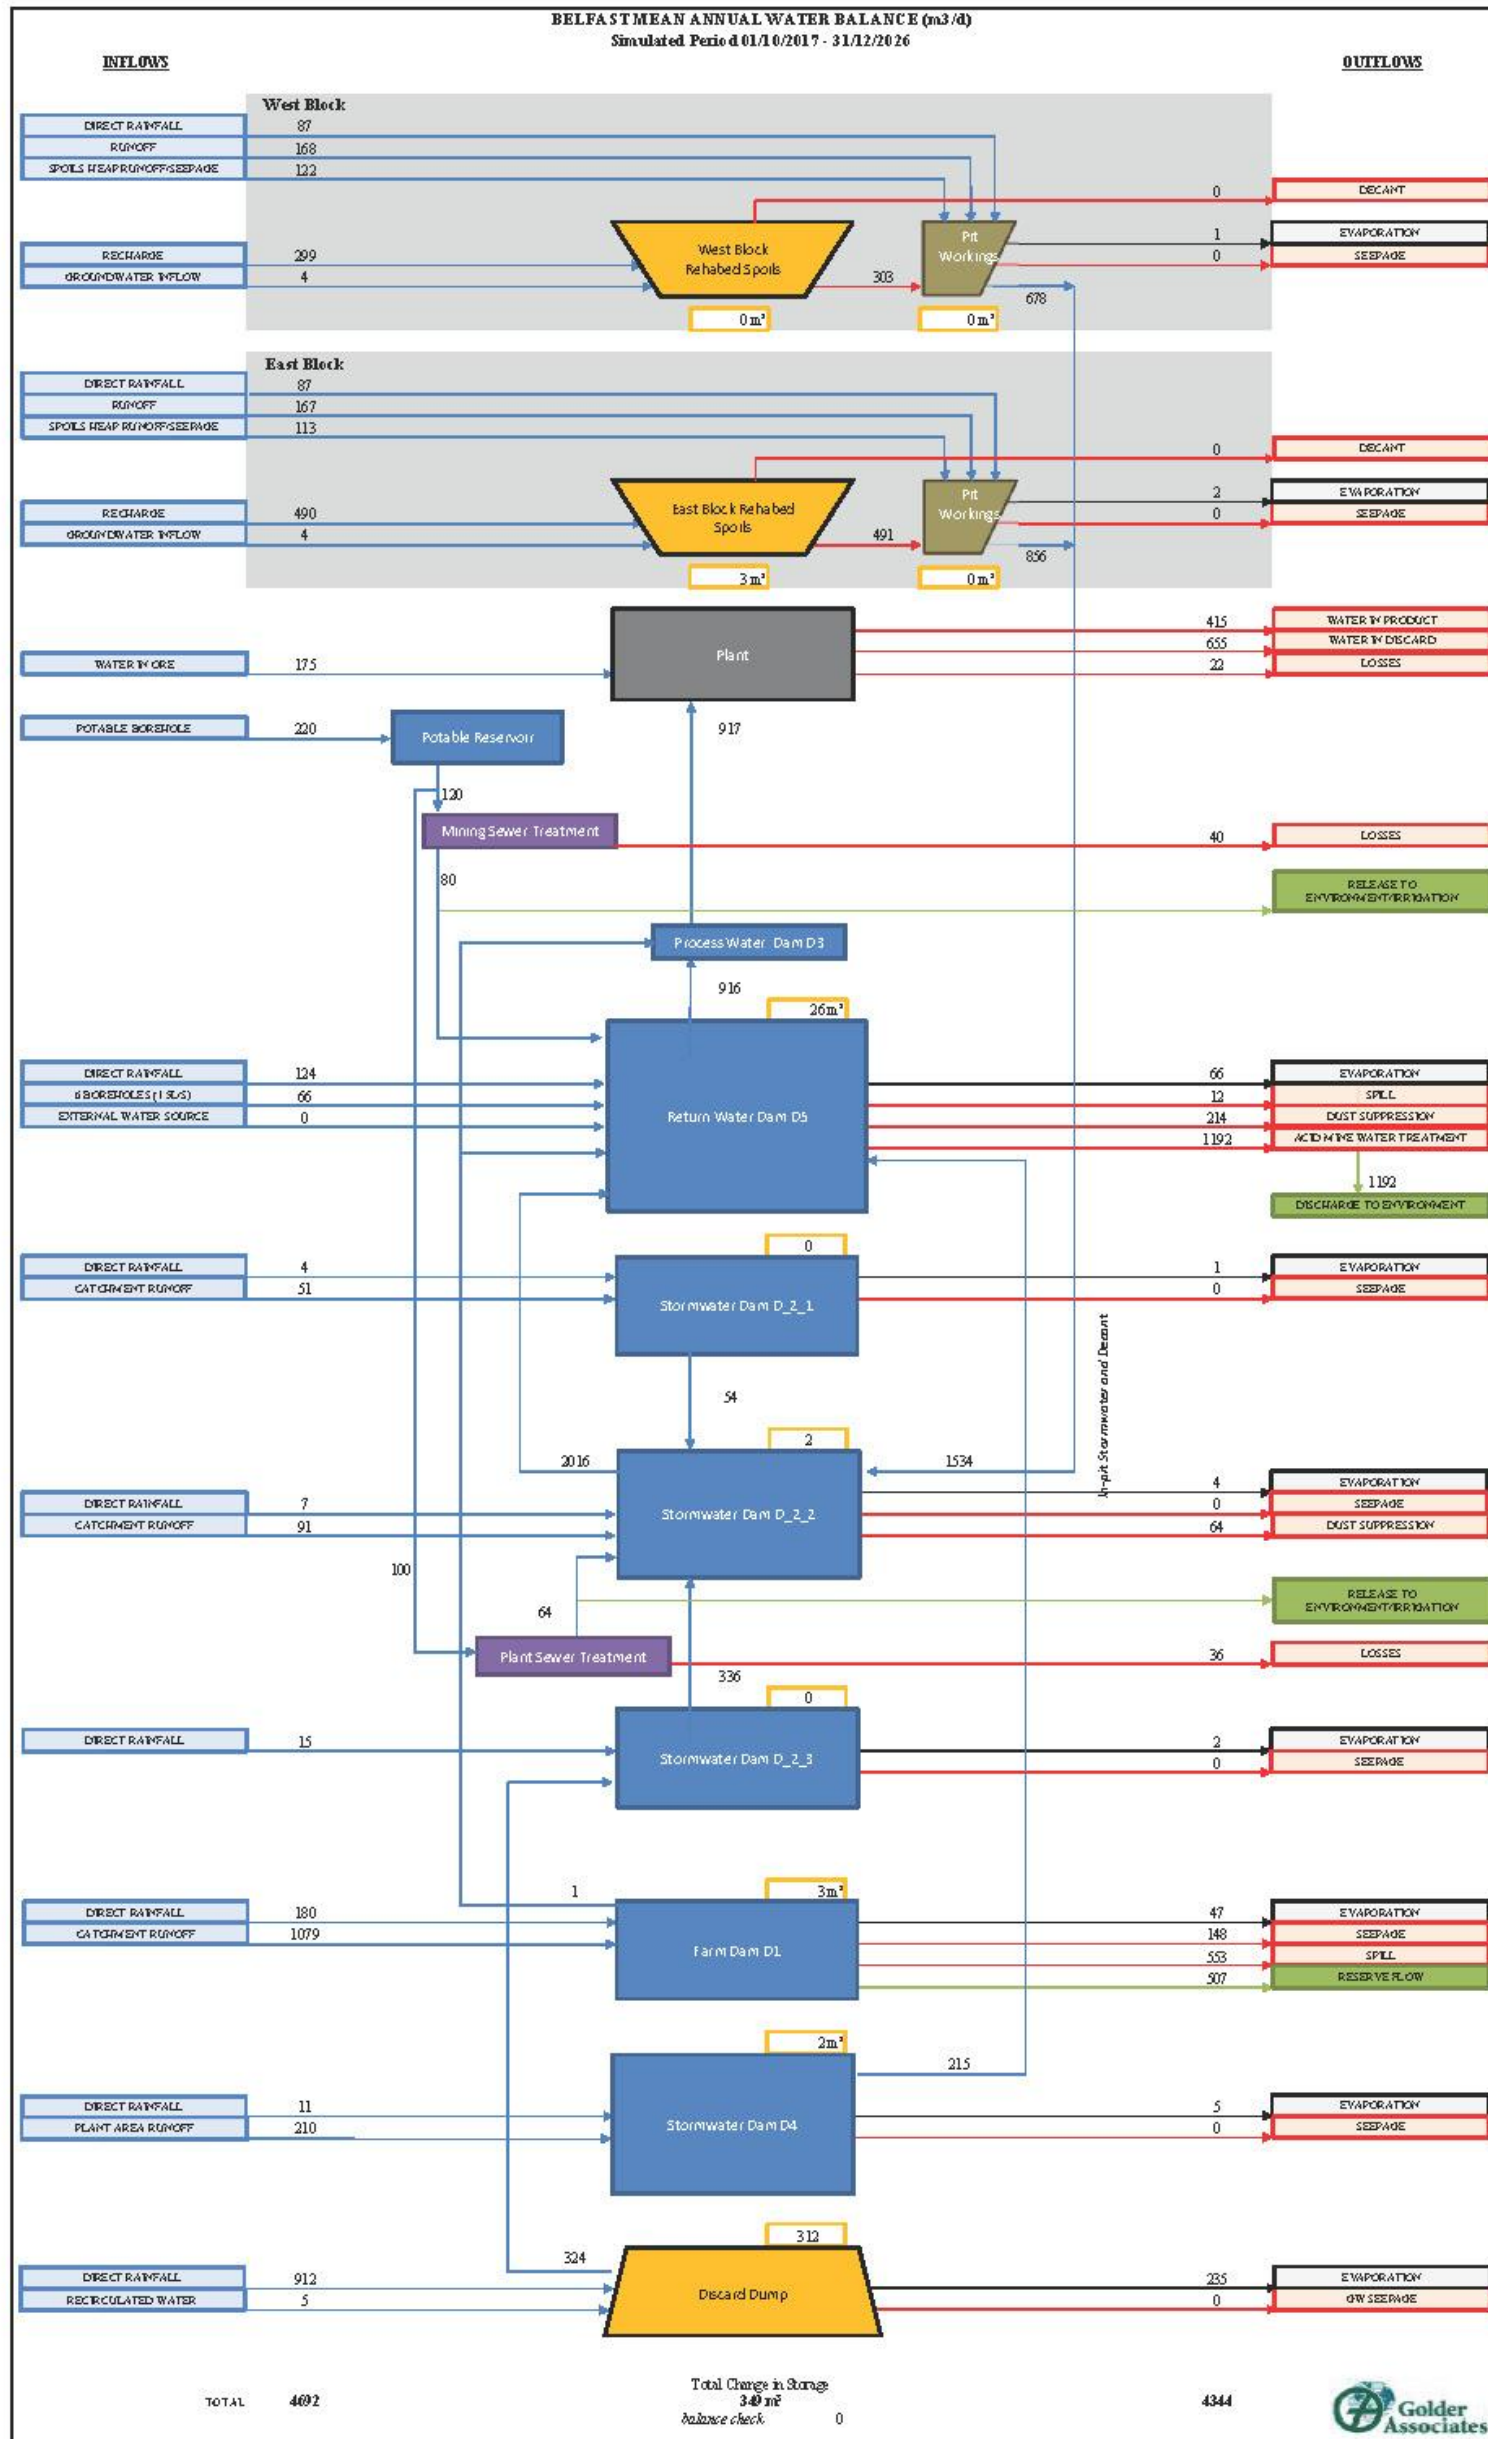 BELFAST MEAN ANNUAL WATER BALANCE (m3/d)
Simulated Period 01/10/2017 - 31/12/2026
INFLOWS
OUTFLOWS
West Block
DIRECT RAINFALL 87
RUNOFF 168
SPOILS HEAP RUNOFF/SEEPAGE 122
0 DECANT
RECHARGE 299
GROUNDWATER INFLOW 4
West Block
Rehabed Spoils
303
Pit
Workings
678
1 EVAPORATION
0 SEEPAGE
0 m³
0 m³
East Block
DIRECT RAINFALL 87
RUNOFF 167
SPOILS HEAP RUNOFF/SEEPAGE 113
0 DECANT
RECHARGE 490
GROUNDWATER INFLOW 4
East Block Rehabed
Spoils
491
Pit
Workings
856
2 EVAPORATION
0 SEEPAGE
3 m³
0 m³
WATER IN ORE 175
Plant
415 WATER IN PRODUCT
655 WATER IN DISCARD
22 LOSSES
POTABLE BOREHOLE 220
Potable Reservoir
917
120
Mining Sewer Treatment
40 LOSSES
80
RELEASE TO
ENVIRONMENT/IRRIGATION
Process Water Dam D3
916
26 m³
DIRECT RAINFALL 124
6 BOREHOLES (1 5L/S) 66
EXTERNAL WATER SOURCE 0
Return Water Dam D5
66 EVAPORATION
12 SPILL
214 DUST SUPPRESSION
1192 ACID MINE WATER TREATMENT
1192
DISCHARGE TO ENVIRONMENT
0
DIRECT RAINFALL 4
CATCHMENT RUNOFF 51
Stormwater Dam D_2_1
1 EVAPORATION
0 SEEPAGE
In-pit Stormwater and Decant
54
2
2016
1534
DIRECT RAINFALL 7
CATCHMENT RUNOFF 91
Stormwater Dam D_2_2
4 EVAPORATION
0 SEEPAGE
64 DUST SUPPRESSION
100
RELEASE TO
ENVIRONMENT/IRRIGATION
64
Plant Sewer Treatment
36 LOSSES
336
0
DIRECT RAINFALL 15
Stormwater Dam D_2_3
2 EVAPORATION
0 SEEPAGE
1
3 m³
DIRECT RAINFALL 180
CATCHMENT RUNOFF 1079
Farm Dam D1
47 EVAPORATION
148 SEEPAGE
553 SPILL
507 RESERVE FLOW
2 m³
215
DIRECT RAINFALL 11
PLANT AREA RUNOFF 210
Stormwater Dam D4
5 EVAPORATION
0 SEEPAGE
312
324
DIRECT RAINFALL 912
RECIRCULATED WATER 5
Discard Dump
235 EVAPORATION
0 GW SEEPAGE
Total Change in Storage
TOTAL 4692
349 m³
4344
balance check 0
Golder
Associates